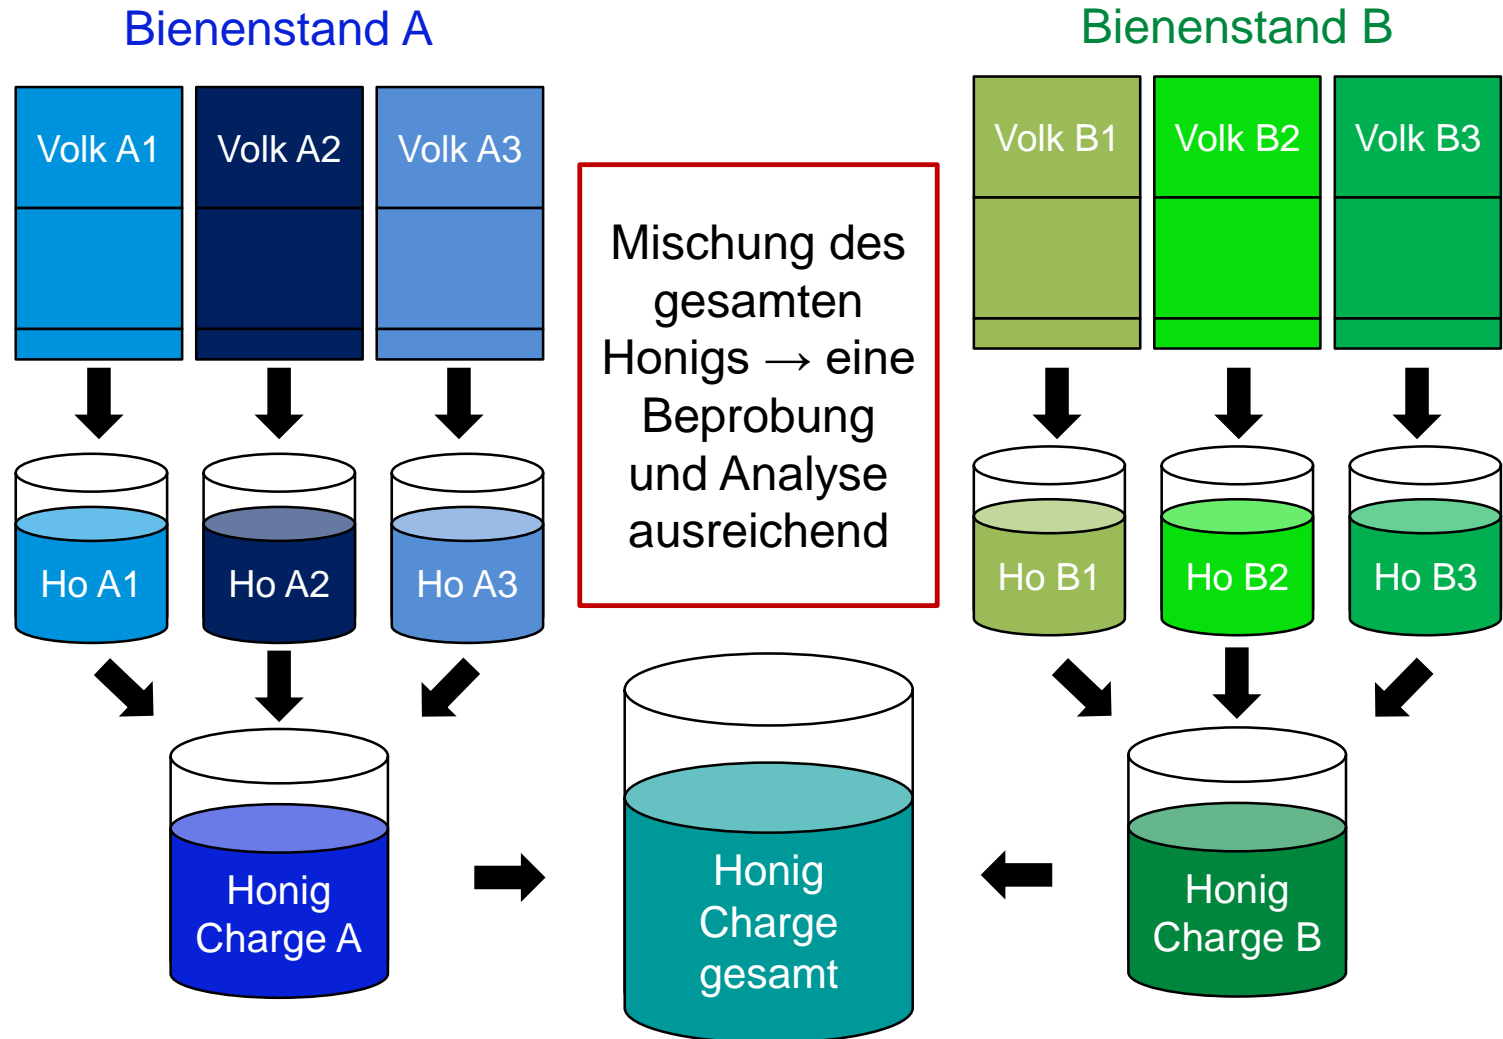 Bienenstand A
Bienenstand B
Volk A1
Volk A2
Volk A3
Volk B1
Volk B2
Volk B3
Mischung des
gesamten
Honigs → eine
Beprobung
und Analyse
ausreichend
Ho A1
Ho A2
Ho A3
Ho B1
Ho B2
Ho B3
Honig
Charge A
Honig
Charge
gesamt
Honig
Charge B